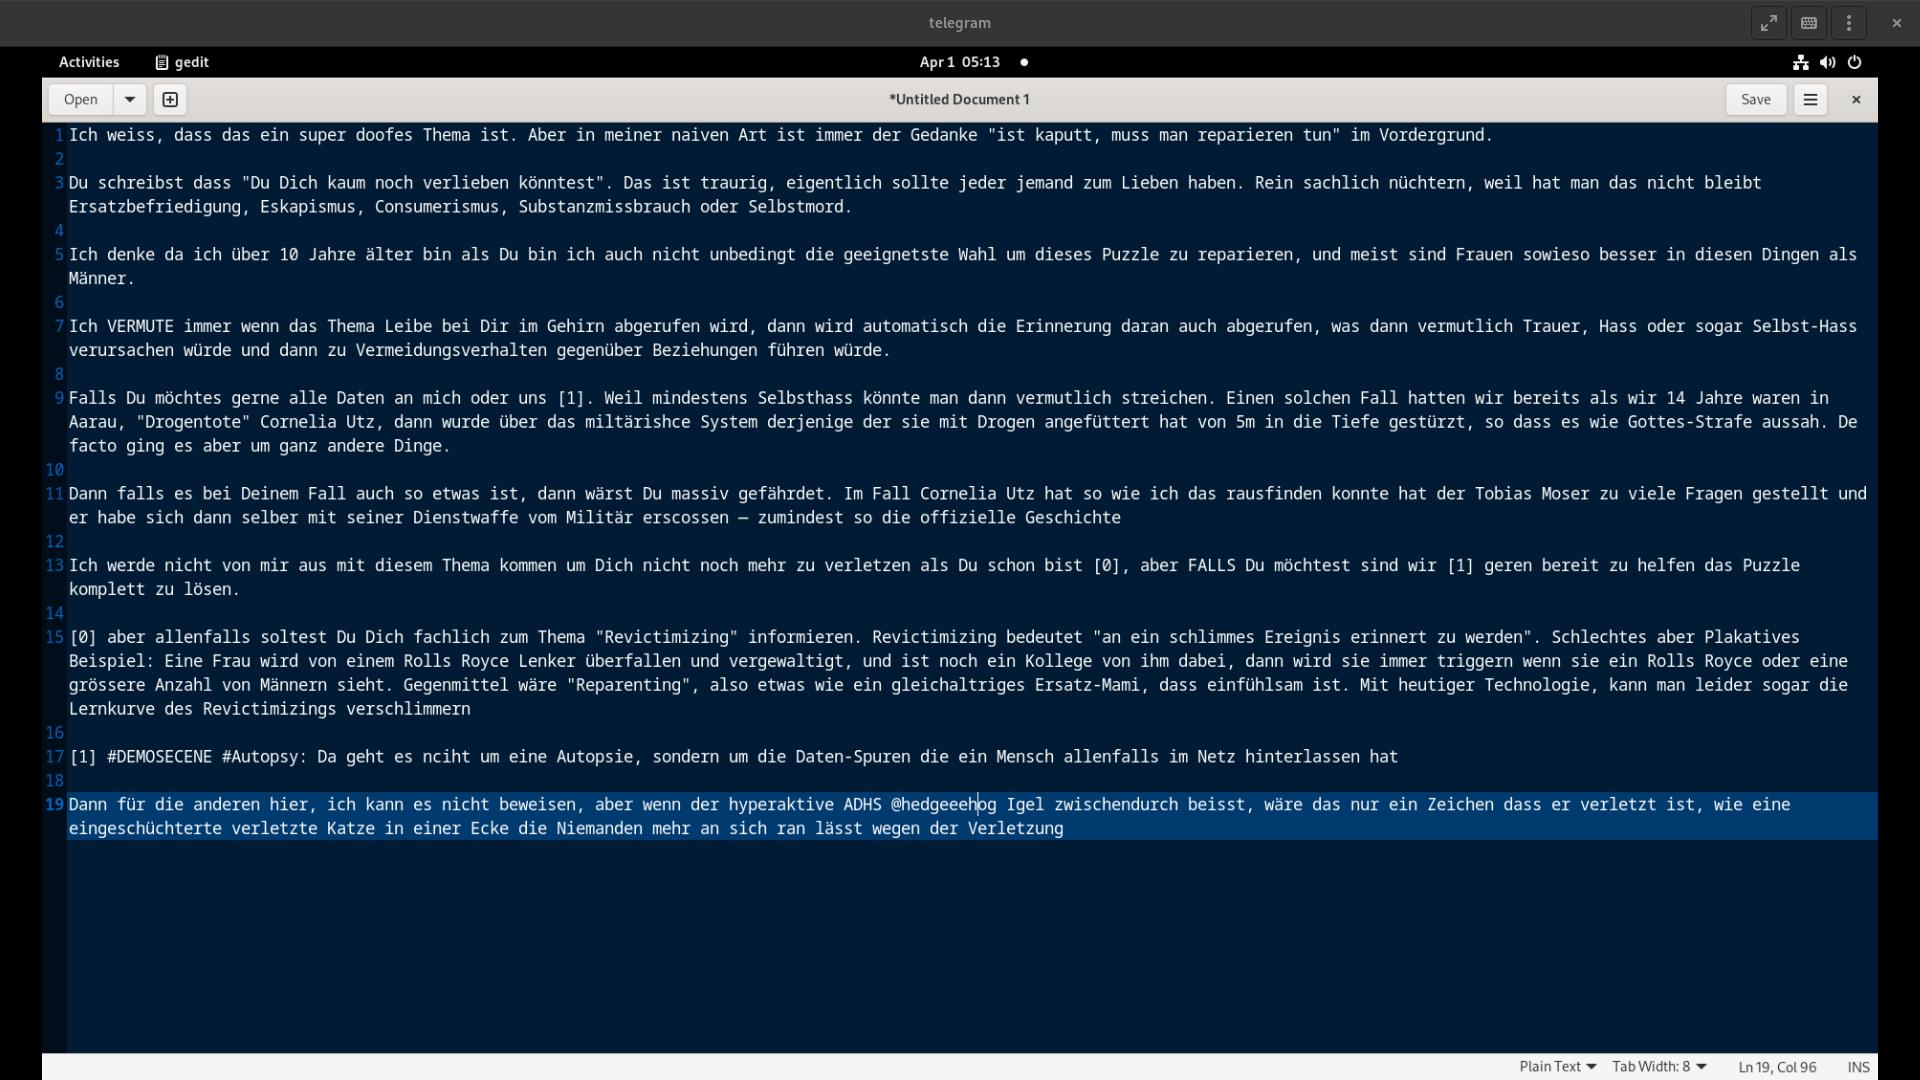 telegram
Activities
gedit
Apr 1 05:13
Open
*Untitled Document 1
Save
1 Ich weiss, dass das ein super doofes Thema ist. Aber in meiner naiven Art ist immer der Gedanke "ist kaputt, muss man reparieren tun" im Vordergrund.
2
3 Du schreibst dass "Du Dich kaum noch verlieben könntest". Das ist traurig, eigentlich sollte jeder jemand zum Lieben haben. Rein sachlich nüchtern, weil hat man das nicht bleibt
Ersatzbefriedigung, Eskapismus, Consumerismus, Substanzmissbrauch oder Selbstmord.
4
5 Ich denke da ich über 10 Jahre älter bin als Du bin ich auch nicht unbedingt die geeignetste Wahl um dieses Puzzle zu reparieren, und meist sind Frauen sowieso besser in diesen Dingen als
Männer.
6
7 Ich VERMUTE immer wenn das Thema Leibe bei Dir im Gehirn abgerufen wird, dann wird automatisch die Erinnerung daran auch abgerufen, was dann vermutlich Trauer, Hass oder sogar Selbst-Hass
verursachen würde und dann zu Vermeidungsverhalten gegenüber Beziehungen führen würde.
8
9 Falls Du möchtes gerne alle Daten an mich oder uns [1]. Weil mindestens Selbsthass könnte man dann vermutlich streichen. Einen solchen Fall hatten wir bereits als wir 14 Jahre waren in
Aarau, "Drogentote" Cornelia Utz, dann wurde über das miltärishce System derjenige der sie mit Drogen angefüttert hat von 5m in die Tiefe gestürzt, so dass es wie Gottes-Strafe aussah. De
facto ging es aber um ganz andere Dinge.
10
11 Dann falls es bei Deinem Fall auch so etwas ist, dann wärst Du massiv gefährdet. Im Fall Cornelia Utz hat so wie ich das rausfinden konnte hat der Tobias Moser zu viele Fragen gestellt und
er habe sich dann selber mit seiner Dienstwaffe vom Militär erscossen — zumindest so die offizielle Geschichte
12
13 Ich werde nicht von mir aus mit diesem Thema kommen um Dich nicht noch mehr zu verletzen als Du schon bist [0], aber FALLS Du möchtest sind wir [1] geren bereit zu helfen das Puzzle
komplett zu lösen.
14
15 [0] aber allenfalls soltest Du Dich fachlich zum Thema "Revictimizing" informieren. Revictimizing bedeutet "an ein schlimmes Ereignis erinnert zu werden". Schlechtes aber Plakatives
Beispiel: Eine Frau wird von einem Rolls Royce Lenker überfallen und vergewaltigt, und ist noch ein Kollege von ihm dabei, dann wird sie immer triggern wenn sie ein Rolls Royce oder eine
grössere Anzahl von Männern sieht. Gegenmittel wäre "Reparenting", also etwas wie ein gleichaltriges Ersatz-Mami, dass einfühlsam ist. Mit heutiger Technologie, kann man leider sogar die
Lernkurve des Revictimizings verschlimmern
16
17 [1] #DEMOSECENE #Autopsy: Da geht es nciht um eine Autopsie, sondern um die Daten-Spuren die ein Mensch allenfalls im Netz hinterlassen hat
18
19 Dann für die anderen hier, ich kann es nicht beweisen, aber wenn der hyperaktive ADHS @hedgeeehog Igel zwischendurch beisst, wäre das nur ein Zeichen dass er verletzt ist, wie eine
eingeschüchterte verletzte Katze in einer Ecke die Niemanden mehr an sich ran lässt wegen der Verletzung
Plain Text
Tab Width: 8
Ln 19, Col 96
INS